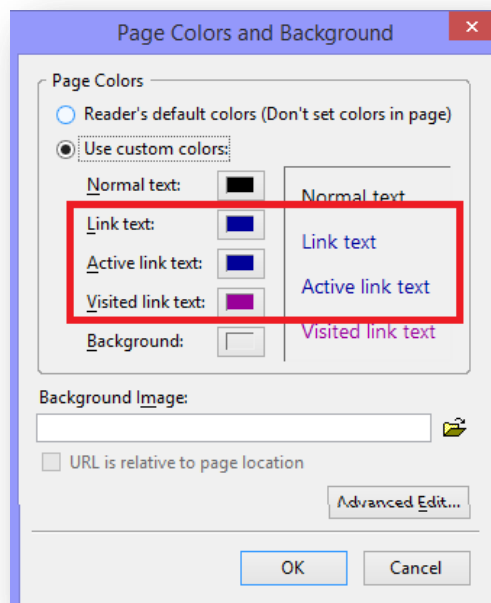 Page Colors and Background
Page Colors
Reader's default colors (Don't set colors in page)
Use custom colors:
Normal text:
Link text:
Active link text:
Visited link text:
Background:
Normal text
Link text
Active link text
Visited link text
Background Image:
URL is relative to page location
Advanced Edit...
OK
Cancel